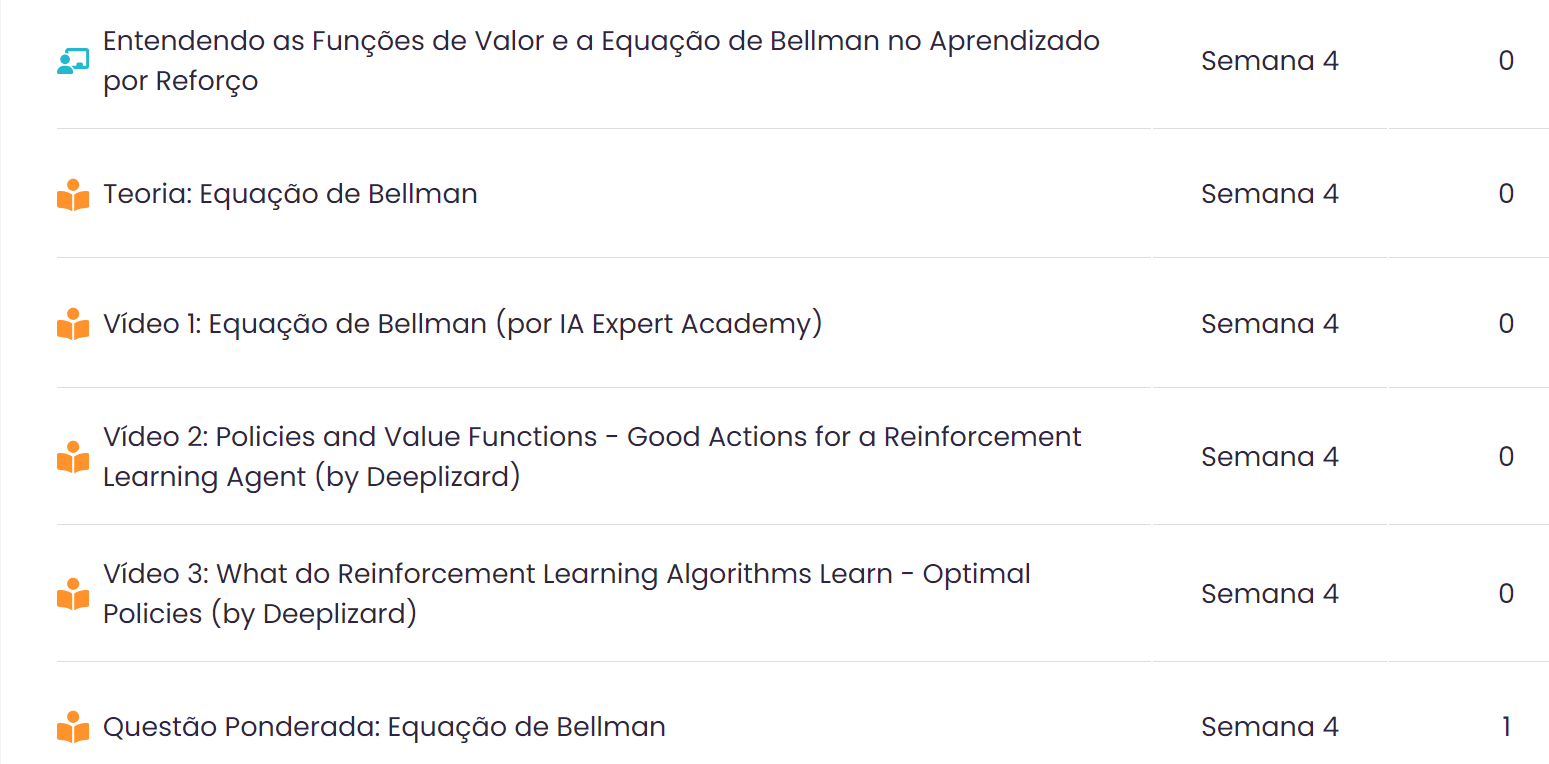 Entendendo as Funções de Valor e a Equação de Bellman no Aprendizado
por Reforço
Semana 4
0
Teoria: Equação de Bellman
Semana 4
0
Vídeo 1: Equação de Bellman (por IA Expert Academy)
Semana 4
0
Vídeo 2: Policies and Value Functions - Good Actions for a Reinforcement
Learning Agent (by Deeplizard)
Semana 4
0
Vídeo 3: What do Reinforcement Learning Algorithms Learn - Optimal
Policies (by Deeplizard)
Semana 4
0
Questão Ponderada: Equação de Bellman
Semana 4
1